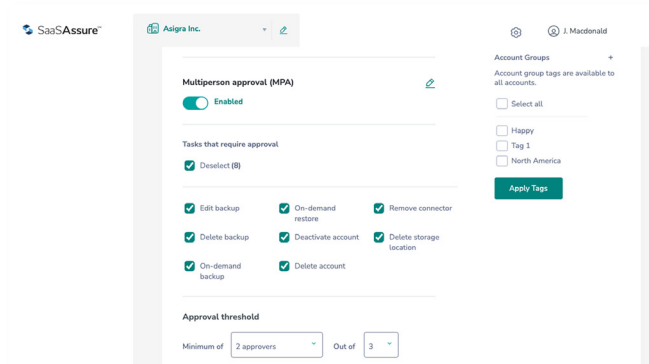 SaaSAssure™
Asigra Inc.
J. Macdonald
Multiperson approval (MPA)
Enabled
Tasks that require approval
Deselect (8)
Edit backup
On-demand
restore
Remove connector
Delete backup
Deactivate account
Delete storage
location
On-demand
backup
Delete account
Approval threshold
Minimum of
2 approvers
Out of
3
Account Groups
+
Account group tags are available to
all accounts.
Select all
Happy
Tag 1
North America
Apply Tags